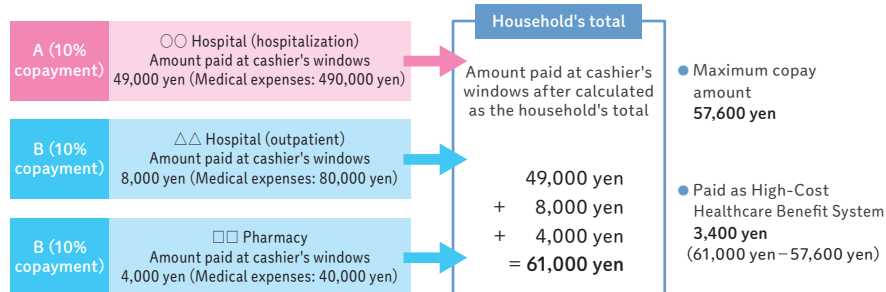 A (10%
copayment)
○○ Hospital (hospitalization)
Amount paid at cashier's windows
49,000 yen (Medical expenses: 490,000 yen)
B (10%
copayment)
△△ Hospital (outpatient)
Amount paid at cashier's windows
8,000 yen (Medical expenses: 80,000 yen)
B (10%
copayment)
□□ Pharmacy
Amount paid at cashier's windows
4,000 yen (Medical expenses: 40,000 yen)
Household's total
Amount paid at cashier's
windows after calculated
as the household's total
49,000 yen
+ 8,000 yen
+ 4,000 yen
= 61,000 yen
● Maximum copay
amount
57,600 yen
● Paid as High-Cost
Healthcare Benefit System
3,400 yen
(61,000 yen−57,600 yen)